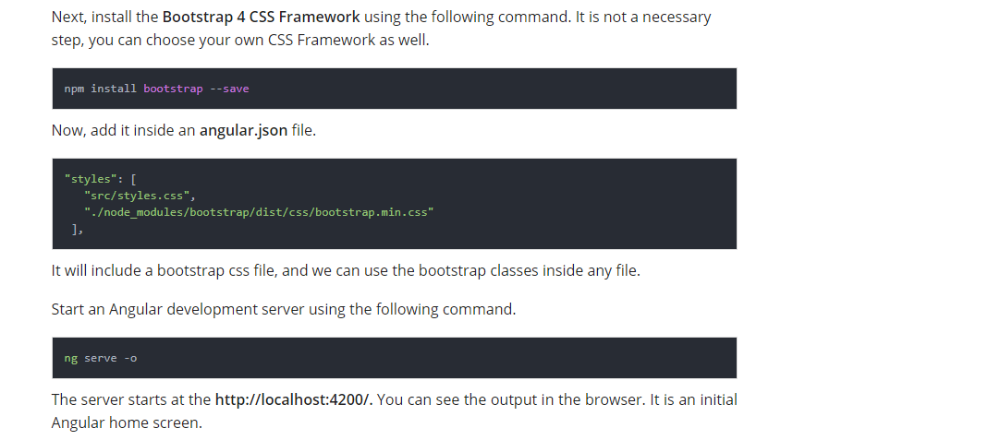 Next, install the Bootstrap 4 CSS Framework using the following command. It is not a necessary
step, you can choose your own CSS Framework as well.
npm install bootstrap --save
Now, add it inside an angular.json file.
"styles": [
"src/styles.css",
"./node_modules/bootstrap/dist/css/bootstrap.min.css"
],
It will include a bootstrap css file, and we can use the bootstrap classes inside any file.
Start an Angular development server using the following command.
ng serve -o
The server starts at the http://localhost:4200/. You can see the output in the browser. It is an initial
Angular home screen.